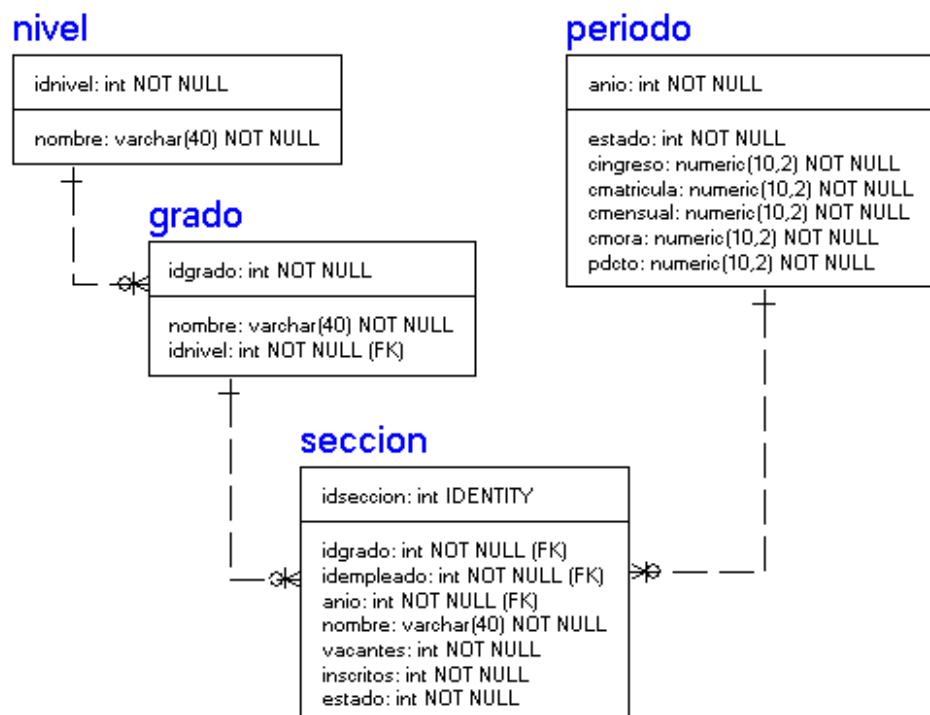 nivel
idnivel: int NOT NULL
nombre: varchar(40) NOT NULL
periodo
anio: int NOT NULL
estado: int NOT NULL
cingreso: numeric(10,2) NOT NULL
cmatricula: numeric(10,2) NOT NULL
cmensual: numeric(10,2) NOT NULL
cmora: numeric(10,2) NOT NULL
pdcto: numeric(10,2) NOT NULL
grado
idgrado: int NOT NULL
nombre: varchar(40) NOT NULL
idnivel: int NOT NULL (FK)
seccion
idseccion: int IDENTITY
idgrado: int NOT NULL (FK)
idempleado: int NOT NULL (FK)
anio: int NOT NULL (FK)
nombre: varchar(40) NOT NULL
vacantes: int NOT NULL
inscritos: int NOT NULL
estado: int NOT NULL